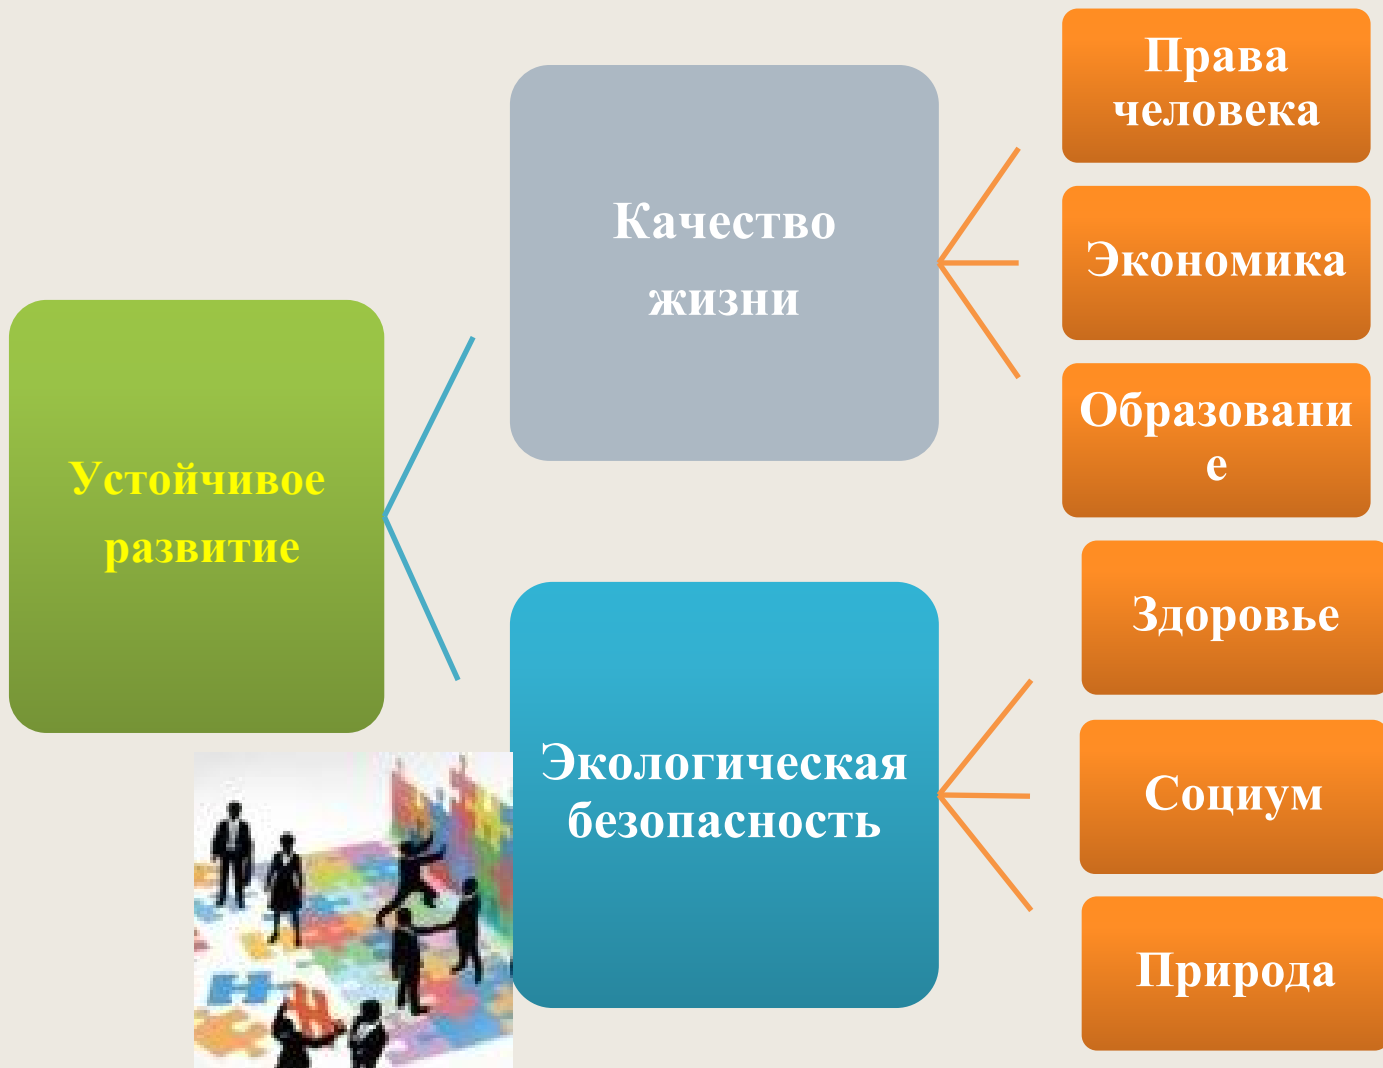 Устойчивое
развитие
Качество
жизни
Права
человека
Экономика
Образовани
е
Экологическая
безопасность
Здоровье
Социум
Природа